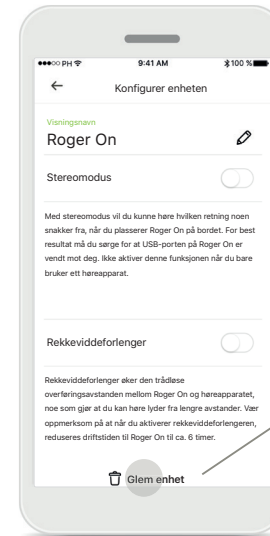 PH 9:41 AM 100 %
Konfigurer enheten
Visningsnavn
Roger On
Stereomodus
Med stereomodus vil du kunne høre hvilken retning noen
snakker fra, når du plasserer Roger On på bordet. For best
resultat må du sørge for at USB-porten på Roger On er
vendt mot deg. Ikke aktiver denne funksjonen når du bare
bruker ett høreapparat.
Rekkeviddeforlenger
Rekkeviddeforlenger øker den trådløse
overføringsavstanden mellom Roger On og høreapparatet,
noe som gjør at du kan høre lyder fra lengre avstander. Vær
oppmerksom på at når du aktiverer rekkeviddeforlengeren,
reduseres driftstiden til Roger On til ca. 6 timer.
Glem enhet